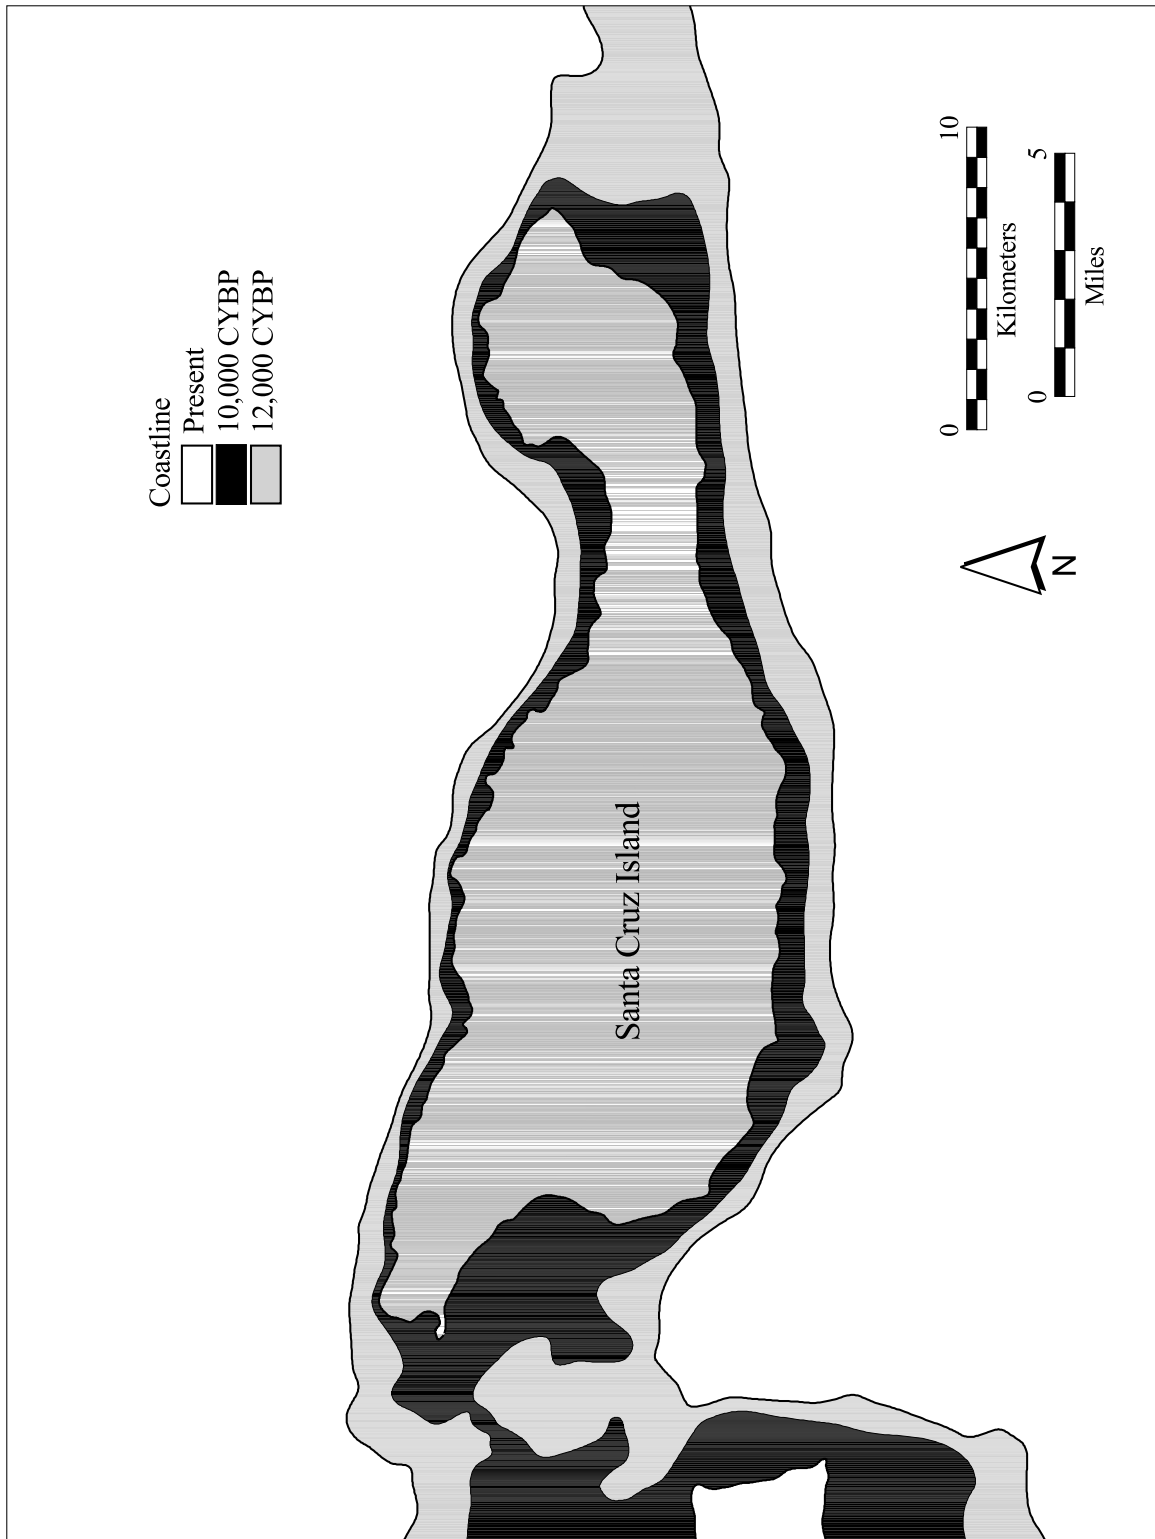 Coastline
Present
10,000 CYBP
12,000 CYBP
Santa Cruz Island
N
0 10
Kilometers
0 5
Miles